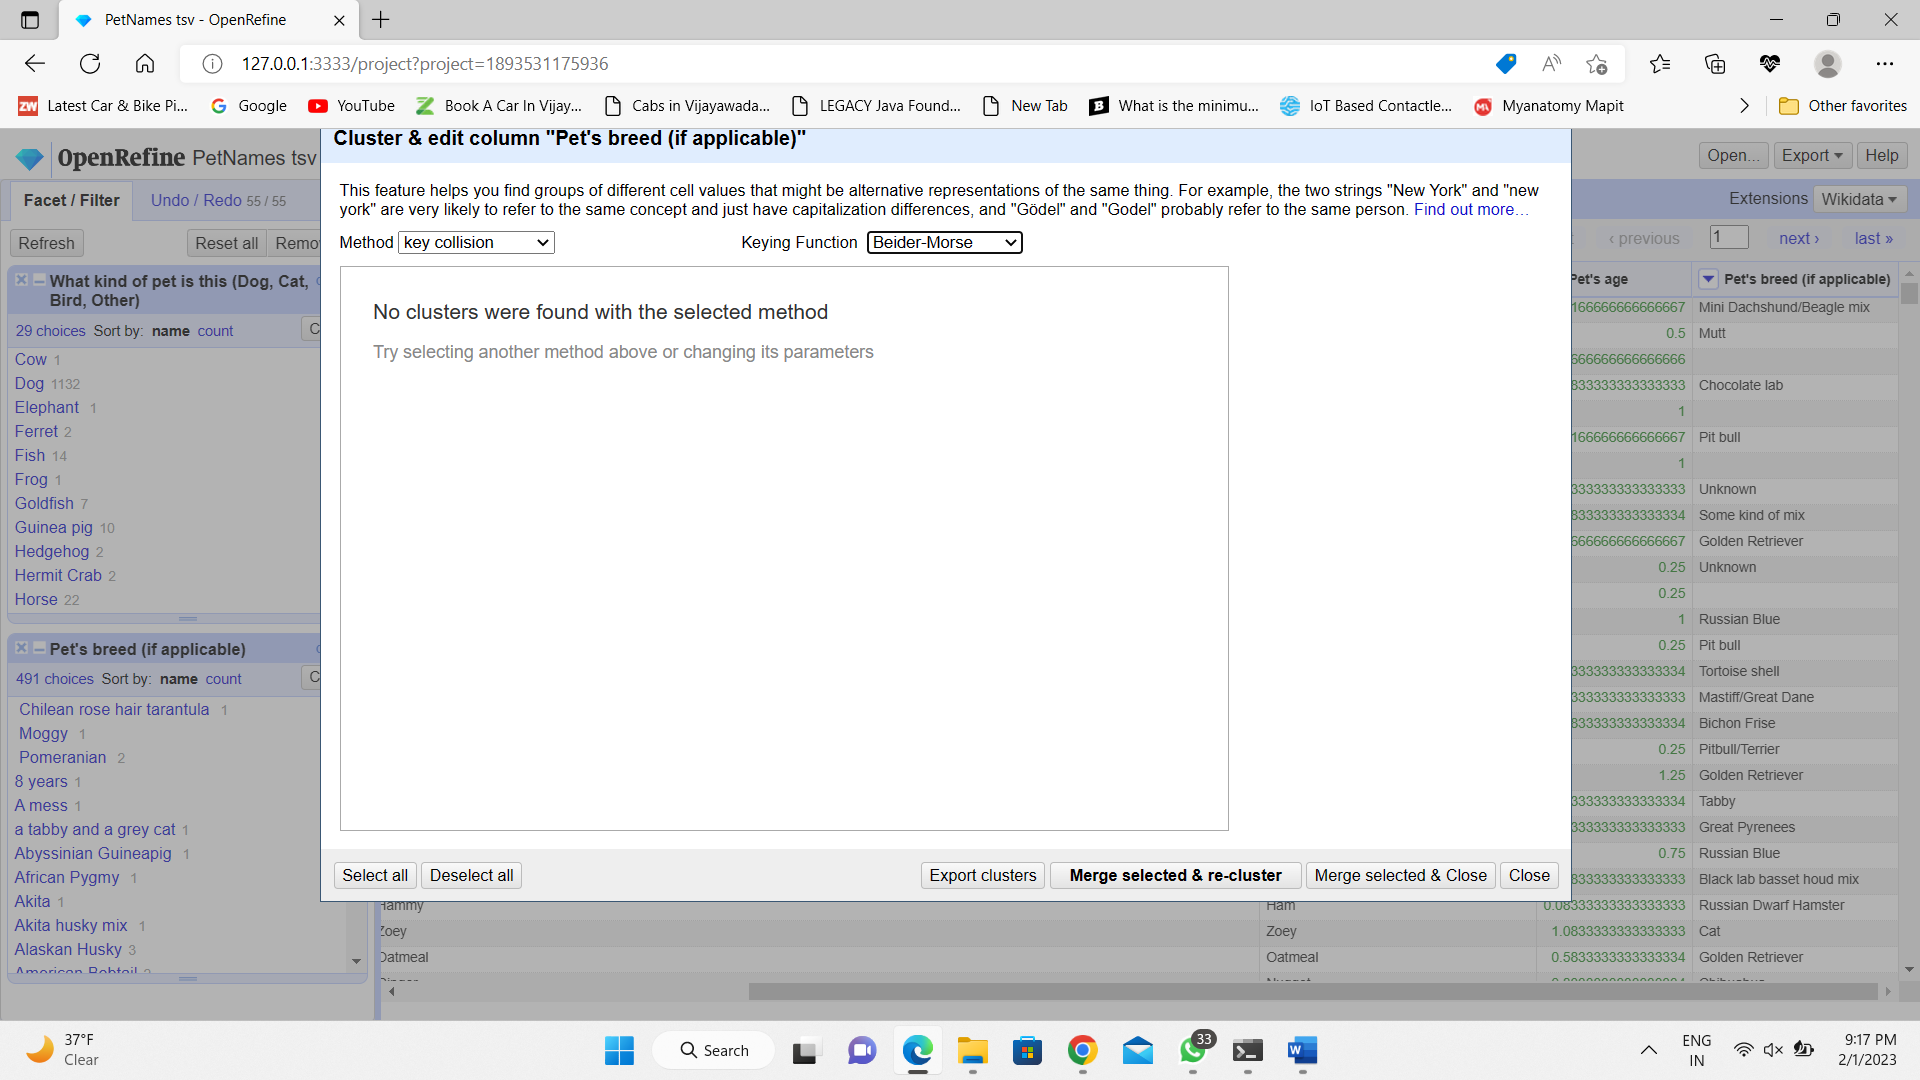 PetNames tsv - OpenRefine
127.0.0.1:3333/project?project=1893531175936
Latest Car & Bike Pi...
Google
YouTube
Book A Car In Vijay...
Cabs in Vijayawada...
LEGACY Java Found...
New Tab
What is the minimu...
IoT Based Contactle...
Myanatomy Mapit
Other favorites
OpenRefine PetNames tsv
Open... Export Help
Facet / Filter
Undo / Redo 55 / 55
Extensions Wikidata
Refresh
Reset all
Remo
‹ previous 1 next › last »
What kind of pet is this (Dog, Cat,
Bird, Other)
29 choices Sort by: name count
Cow 1
Dog 1132
Elephant 1
Ferret 2
Fish 14
Frog 1
Goldfish 7
Guinea pig 10
Hedgehog 2
Hermit Crab 2
Horse 22
Pet's breed (if applicable)
491 choices Sort by: name count
Chilean rose hair tarantula 1
Moggy 1
Pomeranian 2
8 years 1
A mess 1
a tabby and a grey cat 1
Abyssinian Guineapig 1
African Pygmy 1
Akita 1
Akita husky mix 1
Alaskan Husky 3
American Bobtail 2
Cluster & edit column "Pet's breed (if applicable)"
This feature helps you find groups of different cell values that might be alternative representations of the same thing. For example, the two strings "New York" and "new
york" are very likely to refer to the same concept and just have capitalization differences, and "Gödel" and "Godel" probably refer to the same person. Find out more...
Method key collision Keying Function Beider-Morse
No clusters were found with the selected method
Try selecting another method above or changing its parameters
Select all Deselect all Export clusters Merge selected & re-cluster Merge selected & Close Close
Pet's age Pet's breed (if applicable)
166666666666667 Mini Dachshund/Beagle mix
0.5 Mutt
666666666666666
833333333333333 Chocolate lab
1
166666666666667 Pit bull
1
333333333333333 Unknown
833333333333334 Some kind of mix
666666666666667 Golden Retriever
0.25 Unknown
0.25
1 Russian Blue
0.25 Pit bull
333333333333334 Tortoise shell
333333333333333 Mastiff/Great Dane
833333333333334 Bichon Frise
0.25 Pitbull/Terrier
1.25 Golden Retriever
333333333333334 Tabby
333333333333333 Great Pyrenees
0.75 Russian Blue
833333333333333 Black lab basset houd mix
Hammy Ham 0.08333333333333333 Russian Dwarf Hamster
Zoey Zoey 1.0833333333333333 Cat
Oatmeal Oatmeal 0.5833333333333334 Golden Retriever
37°F
Clear
Search
33
ENG
IN
9:17 PM
2/1/2023